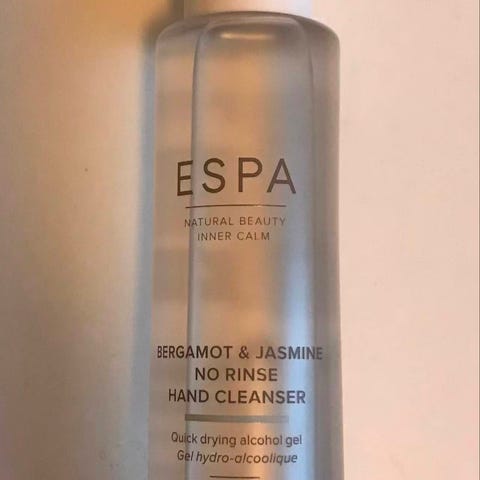 ESPA
NATURAL BEAUTY
INNER CALM
BERGAMOT & JASMINE
NO RINSE
HAND CLEANSER
Quick drying alcohol gel
Gel hydro-alcoolique